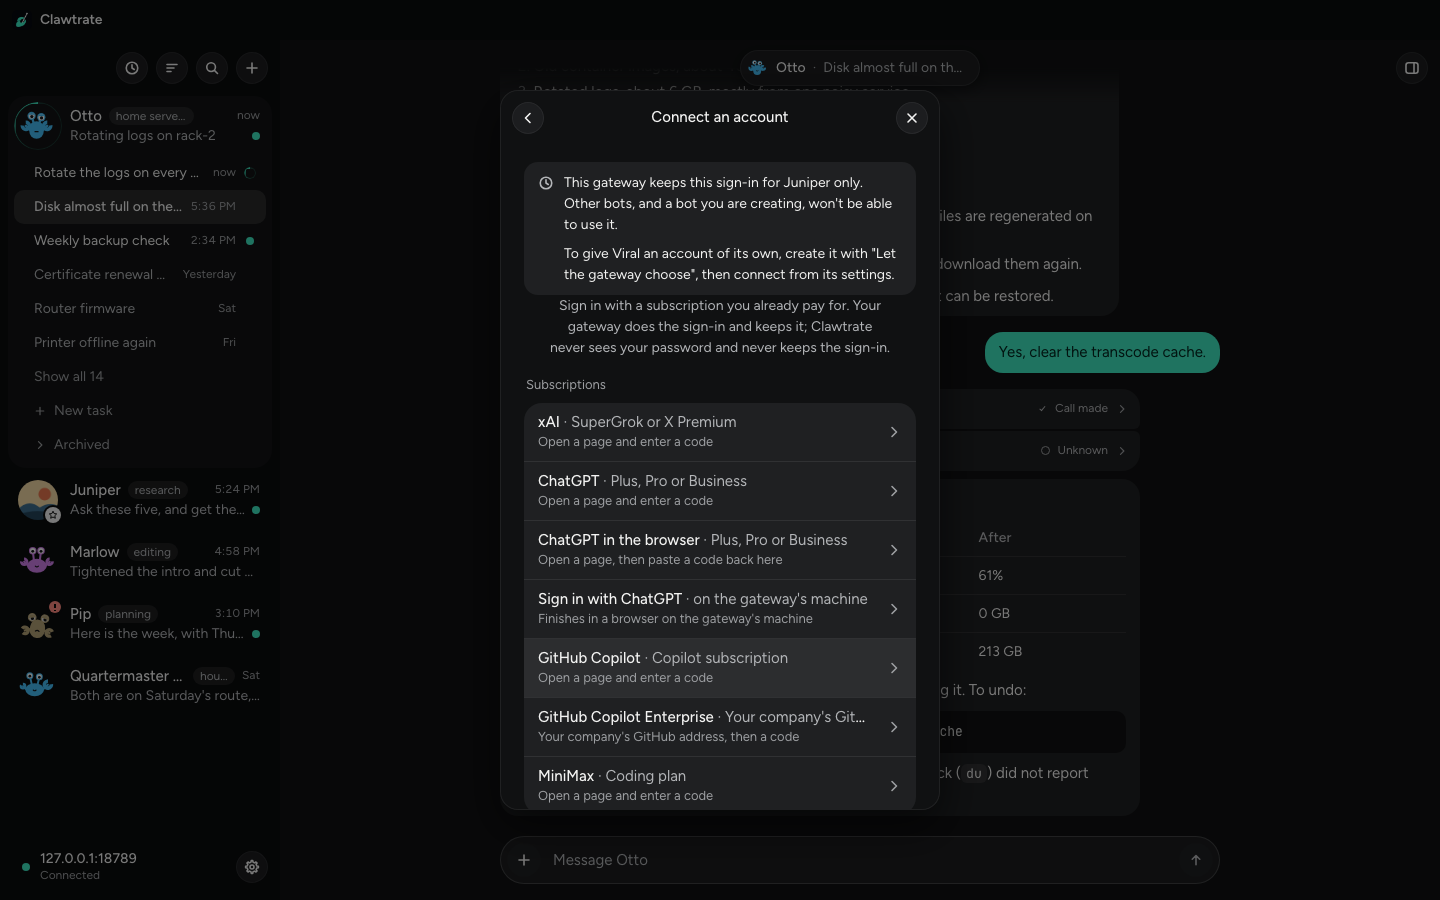 Clawtrate
Otto · Disk almost full on th...
Otto home serve... now
Rotating logs on rack-2
Rotate the logs on every ... now
Disk almost full on the... 5:36 PM
Weekly backup check 2:34 PM
Certificate renewal ... Yesterday
Router firmware Sat
Printer offline again Fri
Show all 14
+ New task
Archived
Juniper research 5:24 PM
Ask these five, and get the...
Marlow editing 4:58 PM
Tightened the intro and cut ...
Pip planning 3:10 PM
Here is the week, with Thu...
Quartermaster ... hou... Sat
Both are on Saturday's route,...
127.0.0.1:18789
Connected
Connect an account
This gateway keeps this sign-in for Juniper only.
Other bots, and a bot you are creating, won't be able
to use it.
To give Viral an account of its own, create it with "Let
the gateway choose", then connect from its settings.
Sign in with a subscription you already pay for. Your
gateway does the sign-in and keeps it; Clawtrate
never sees your password and never keeps the sign-in.
Subscriptions
xAI · SuperGrok or X Premium
Open a page and enter a code
ChatGPT · Plus, Pro or Business
Open a page and enter a code
ChatGPT in the browser · Plus, Pro or Business
Open a page, then paste a code back here
Sign in with ChatGPT · on the gateway's machine
Finishes in a browser on the gateway's machine
GitHub Copilot · Copilot subscription
Open a page and enter a code
GitHub Copilot Enterprise · Your company's Git...
Your company's GitHub address, then a code
MiniMax · Coding plan
Open a page and enter a code
iles are regenerated on
download them again.
can be restored.
Yes, clear the transcode cache.
Call made
Unknown
After
61%
0 GB
213 GB
g it. To undo:
che
ck ( du ) did not report
Message Otto